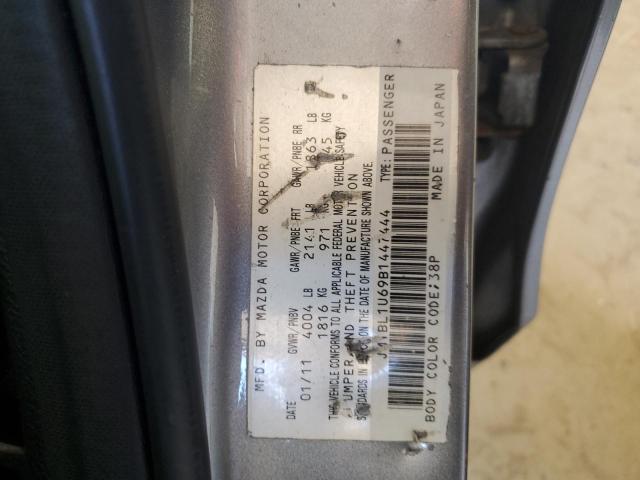 MFD. BY MAZDA MOTOR CORPORATION
DATE GVWR/PNBV GAWR/PNBE FRT GAWR/PNBE RR
01/11 4004 LB 2141 LB 1863 LB
1816 KG 971 KG 45 KG
THIS VEHICLE CONFORMS TO ALL APPLICABLE FEDERAL MOTOR VEHICLE SAFETY
BUMPER, AND THEFT PREVENTION
STANDARDS IN EFFECT ON THE DATE OF MANUFACTURE SHOWN ABOVE.
JM1BL1U69B1447444 TYPE: PASSENGER
BODY COLOR CODE;38P MADE IN JAPAN